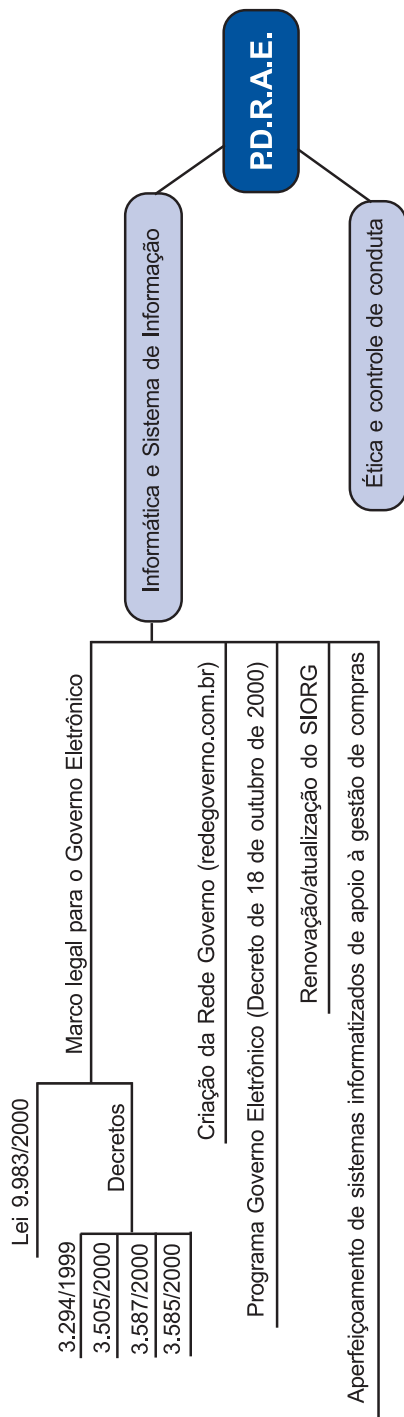 P.D.R.A.E.
Informática e Sistema de Informação
Marco legal para o Governo Eletrônico
Lei 9.983/2000
Decretos
3.294/1999
3.505/2000
3.587/2000
3.585/2000
Criação da Rede Governo (redegoverno.com.br)
Programa Governo Eletrônico (Decreto de 18 de outubro de 2000)
Renovação/atualização do SIORG
Aperfeiçoamento de sistemas informatizados de apoio à gestão de compras
Ética e controle de conduta